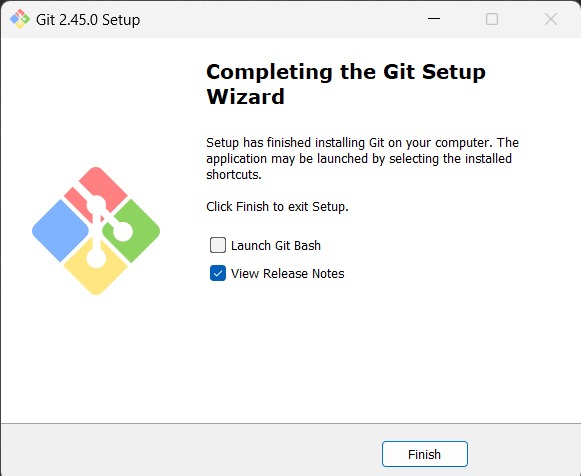 Git 2.45.0 Setup
Completing the Git Setup
Wizard
Setup has finished installing Git on your computer. The
application may be launched by selecting the installed
shortcuts.
Click Finish to exit Setup.
Launch Git Bash
View Release Notes
Finish